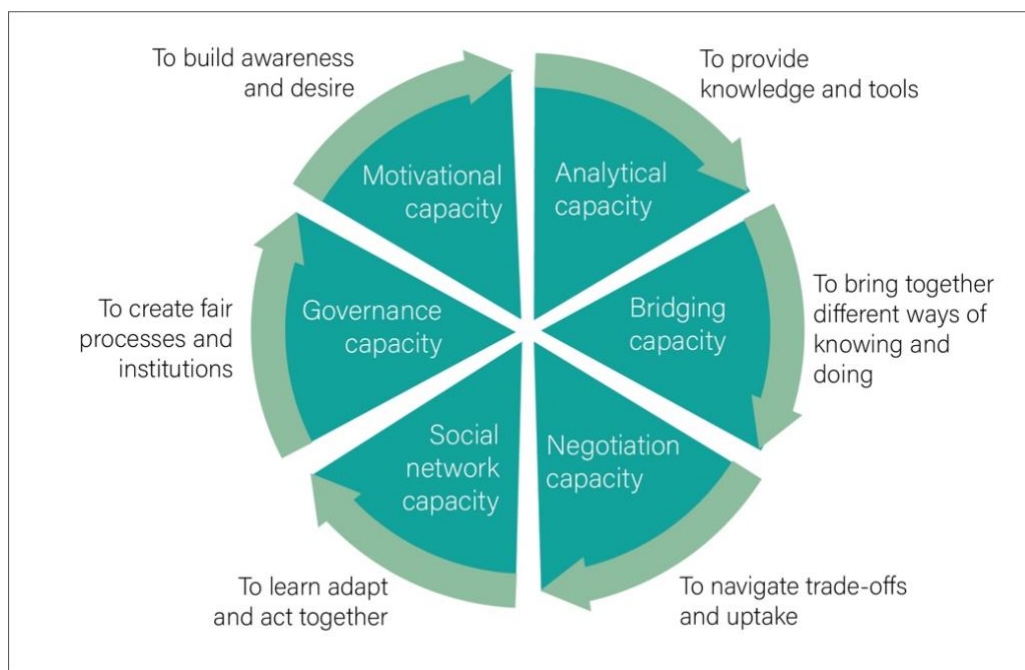 To build awareness
and desire
To provide
knowledge and tools
Motivational
capacity
Analytical
capacity
To create fair
processes and
institutions
Governance
capacity
Bridging
capacity
To bring together
different ways of
knowing and
doing
Social
network
capacity
Negotiation
capacity
To learn adapt
and act together
To navigate trade-offs
and uptake